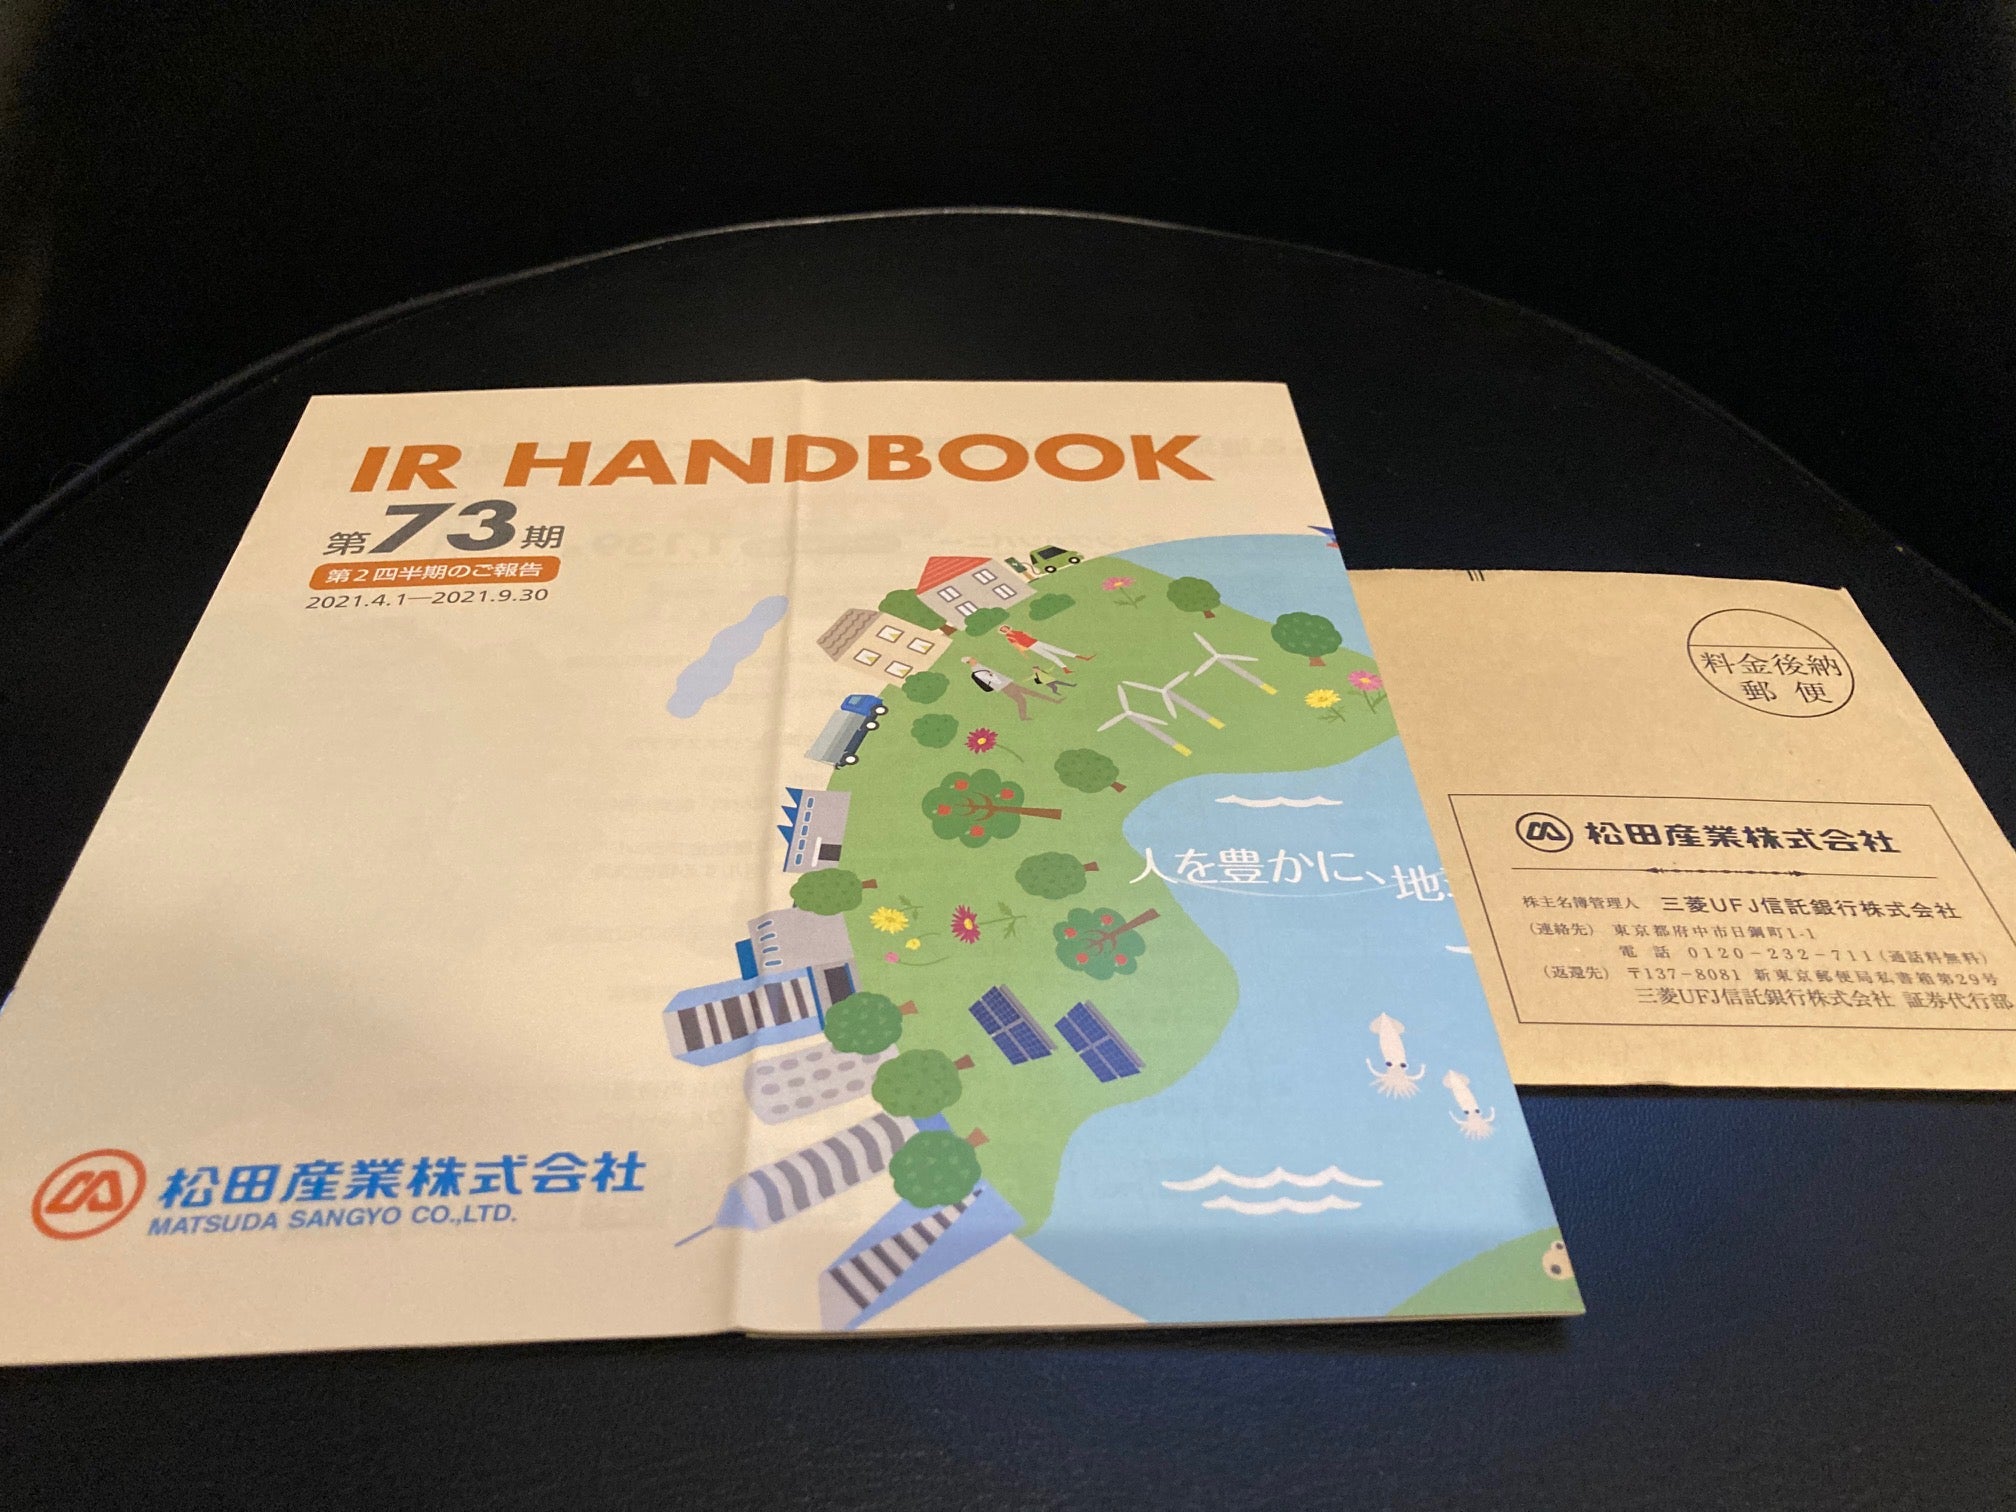 IR HANDBOOK
第73期
第2四半期のご報告
2021.4.1―2021.9.30
人を豊かに、地
松田産業株式会社
MATSUDA SANGYO CO.,LTD.
料金後納
郵便
松田産業株式会社
株主名簿管理人 三菱UFJ信託銀行株式会社
(連絡先) 東京都府中市日鋼町1-1
電 話 0120-232-711(通話料無料)
(返還先) 〒137-8081 新東京郵便局私書箱第29号
三菱UFJ信託銀行株式会社 証券代行部